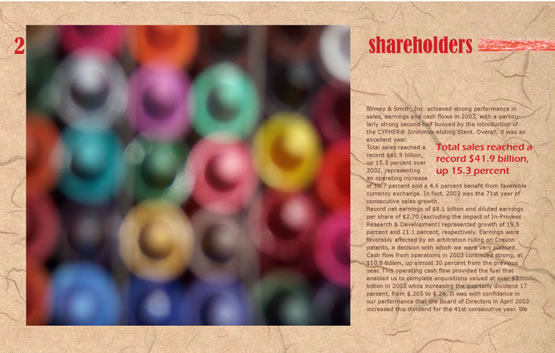 2
shareholders
Binney & Smith, Inc. achieved strong performance in
sales, earnings and cash flows in 2003, with a particu-
larly strong second half buoyed by the introduction of
the CYPHER® Sirolimus-eluting Stent. Overall, it was an
excellent year.
Total sales reached a
record $41.9 billion,
up 15.3 percent over
2002, representing
an operating increase
of 10.7 percent and a 4.6 percent benefit from favorable
currency exchange. In fact, 2003 was the 71st year of
consecutive sales growth.
Total sales reached a
record $41.9 billion,
up 15.3 percent
Record net earnings of $8.1 billion and diluted earnings
per share of $2.70 (excluding the impact of In-Process
Research & Development) represented growth of 19.5
percent and 21.1 percent, respectively. Earnings were
favorably affected by an arbitration ruling on Crayon
patents, a decision with which we were very pleased.
Cash flow from operations in 2003 continued strong, at
$10.6 billion, up almost 30 percent from the previous
year. This operating cash flow provided the fuel that
enabled us to complete acquisitions valued at over
billion in 2003 while increasing the quarterly dividend 17
percent, from $.205 to $.24. It was with confidence in
our performance that the Board of Directors in April 2003
increased this dividend for the 41st consecutive year. We